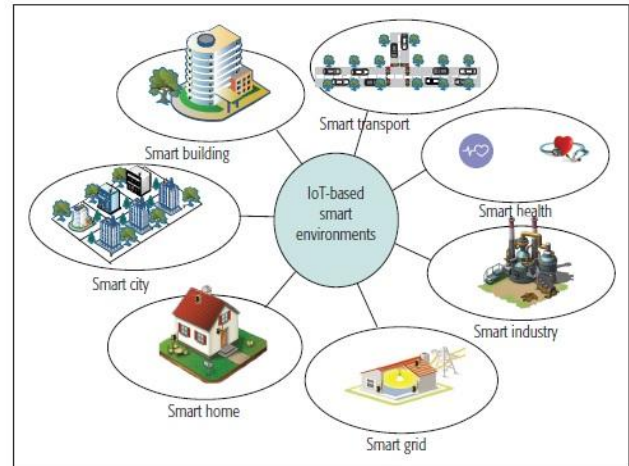 Smart transport
Smart building
IoT-based
smart
environments
Smart health
Smart city
Smart industry
Smart home
Smart grid